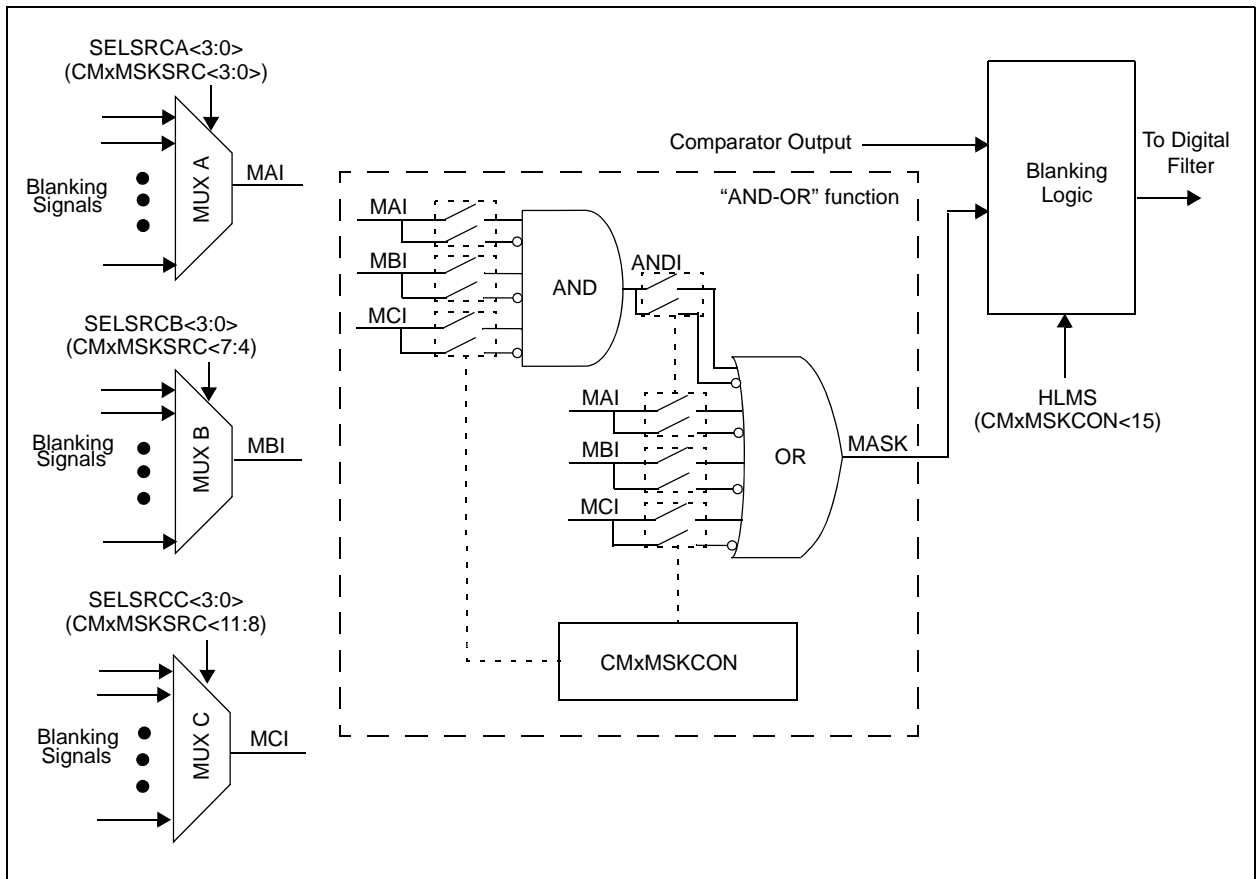 SELSRCA<3:0>
(CMxMSKSRC<3:0>)
MUX A
MAI
Blanking
Signals
SELSRCB<3:0>
(CMxMSKSRC<7:4)
MUX B
MBI
Blanking
Signals
SELSRCC<3:0>
(CMxMSKSRC<11:8)
MUX C
MCI
Blanking
Signals
Comparator Output
“AND-OR” function
MAI
MBI
MCI
AND
ANDI
MAI
MBI
MCI
OR
MASK
CMxMSKCON
Blanking
Logic
To Digital
Filter
HLMS
(CMxMSKCON<15)